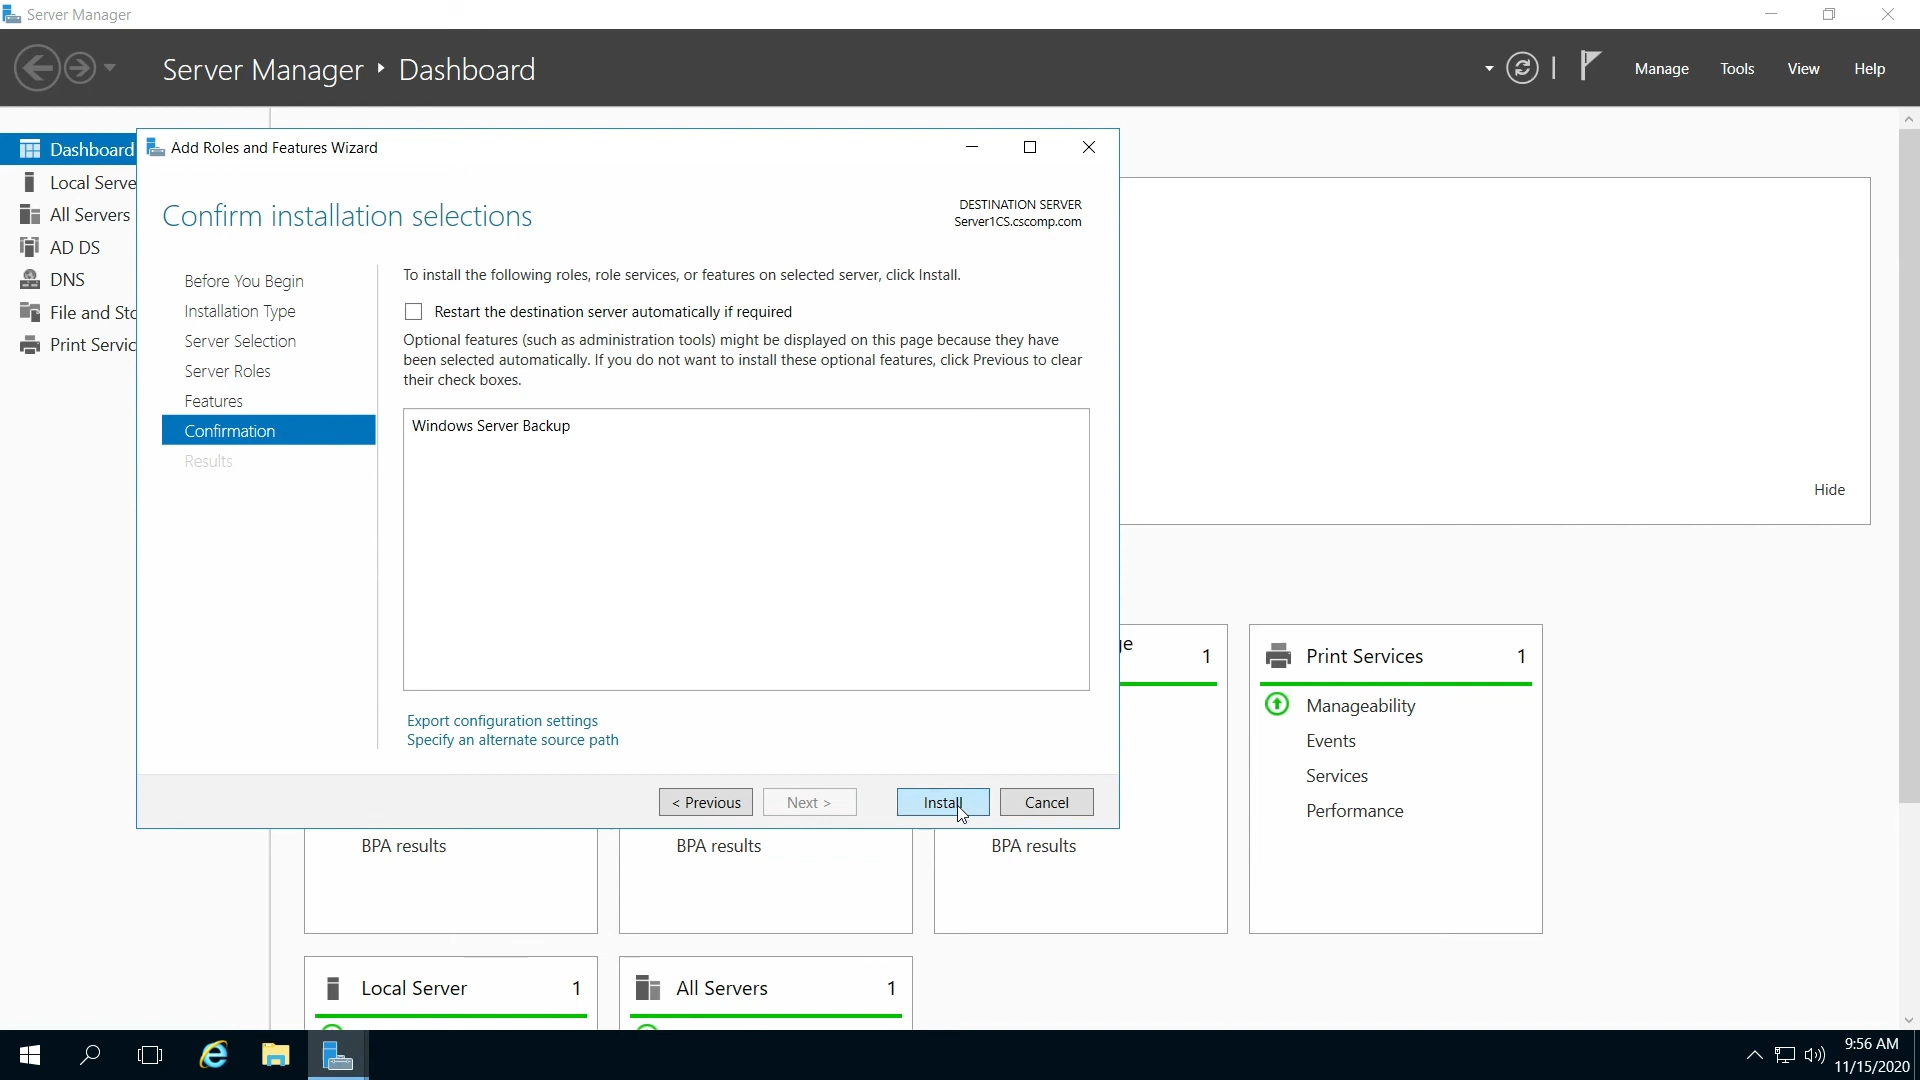 Server Manager
Server Manager ‣ Dashboard
Manage
Tools
View
Help
Dashboard
Local Serve
All Servers
AD DS
DNS
File and Sto
Print Servic
Add Roles and Features Wizard
Confirm installation selections
DESTINATION SERVER
Server1CS.cscomp.com
Before You Begin
Installation Type
Server Selection
Server Roles
Features
Confirmation
Results
To install the following roles, role services, or features on selected server, click Install.
Restart the destination server automatically if required
Optional features (such as administration tools) might be displayed on this page because they have
been selected automatically. If you do not want to install these optional features, click Previous to clear
their check boxes.
Windows Server Backup
Export configuration settings
Specify an alternate source path
< Previous
Next >
Install
Cancel
Hide
ge
1
Print Services 1
Manageability
Events
Services
Performance
BPA results
BPA results
BPA results
Local Server 1
All Servers 1
9:56 AM
11/15/2020